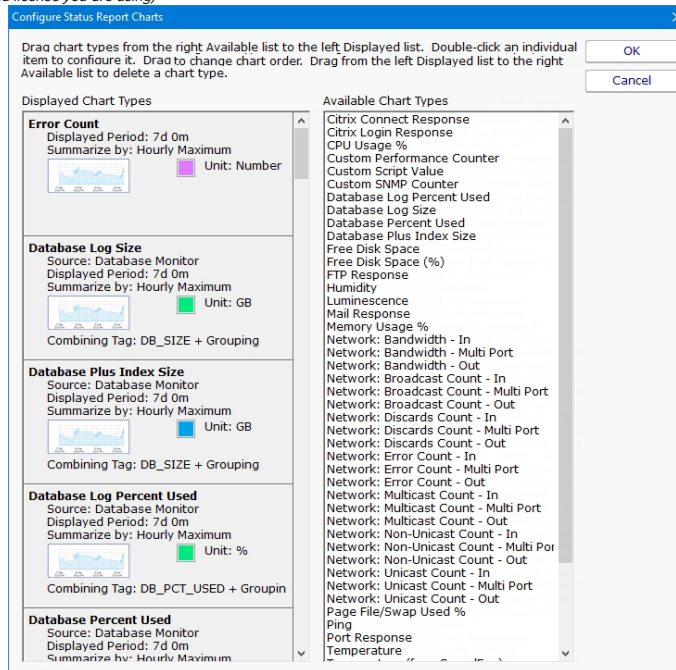 d license you are using)
Configure Status Report Charts
Drag chart types from the right Available list to the left Displayed list. Double-click an individual
item to configure it. Drag to change chart order. Drag from the left Displayed list to the right
Available list to delete a chart type.
OK
Cancel
Displayed Chart Types
Error Count
Displayed Period: 7d 0m
Summarize by: Hourly Maximum
Unit: Number
Database Log Size
Source: Database Monitor
Displayed Period: 7d 0m
Summarize by: Hourly Maximum
Unit: GB
Combining Tag: DB_SIZE + Grouping
Database Plus Index Size
Source: Database Monitor
Displayed Period: 7d 0m
Summarize by: Hourly Maximum
Unit: GB
Combining Tag: DB_SIZE + Grouping
Database Log Percent Used
Source: Database Monitor
Displayed Period: 7d 0m
Summarize by: Hourly Maximum
Unit: %
Combining Tag: DB_PCT_USED + Groupin
Database Percent Used
Source: Database Monitor
Displayed Period: 7d 0m
Summarize by: Hourly Maximum
Available Chart Types
Citrix Connect Response
Citrix Login Response
CPU Usage %
Custom Performance Counter
Custom Script Value
Custom SNMP Counter
Database Log Percent Used
Database Log Size
Database Percent Used
Database Plus Index Size
Free Disk Space
Free Disk Space (%)
FTP Response
Humidity
Luminescence
Mail Response
Memory Usage %
Network: Bandwidth - In
Network: Bandwidth - Multi Port
Network: Bandwidth - Out
Network: Broadcast Count - In
Network: Broadcast Count - Multi Port
Network: Broadcast Count - Out
Network: Discards Count - In
Network: Discards Count - Multi Port
Network: Discards Count - Out
Network: Error Count - In
Network: Error Count - Multi Port
Network: Error Count - Out
Network: Multicast Count - In
Network: Multicast Count - Multi Port
Network: Multicast Count - Out
Network: Non-Unicast Count - In
Network: Non-Unicast Count - Multi Por
Network: Non-Unicast Count - Out
Network: Unicast Count - In
Network: Unicast Count - Multi Port
Network: Unicast Count - Out
Page File/Swap Used %
Ping
Port Response
Temperature